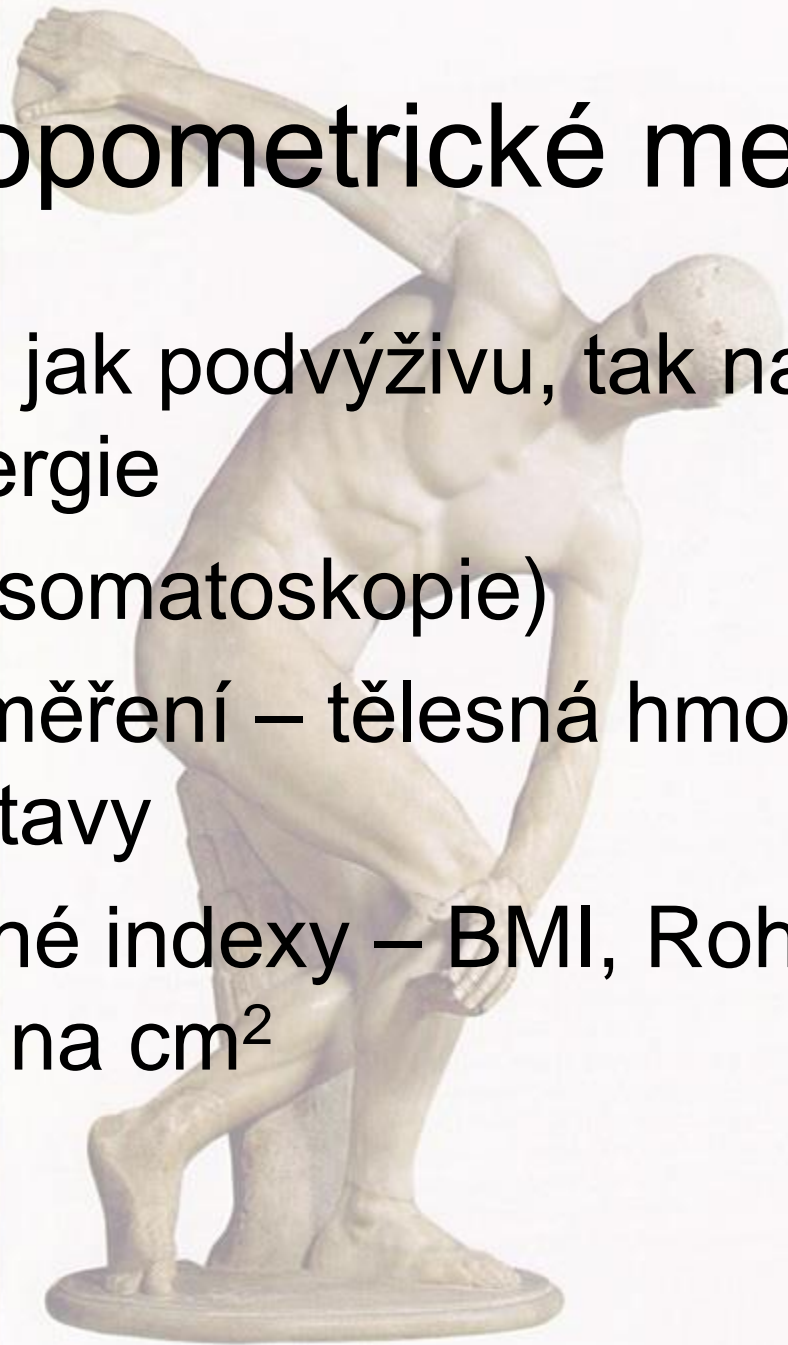 opometrické me
jak podvýživu, tak na
ergie
somatoskopie)
měření – tělesná hmo
tavy
né indexy – BMI, Roh
na cm²